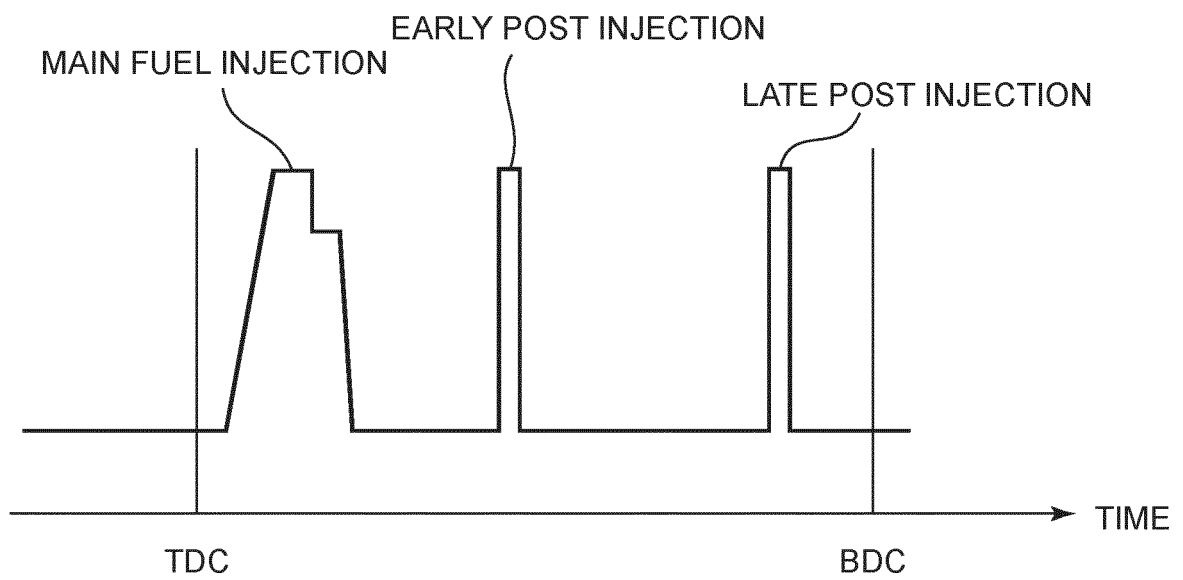 EARLY POST INJECTION
MAIN FUEL INJECTION
LATE POST INJECTION
TIME
TDC
BDC